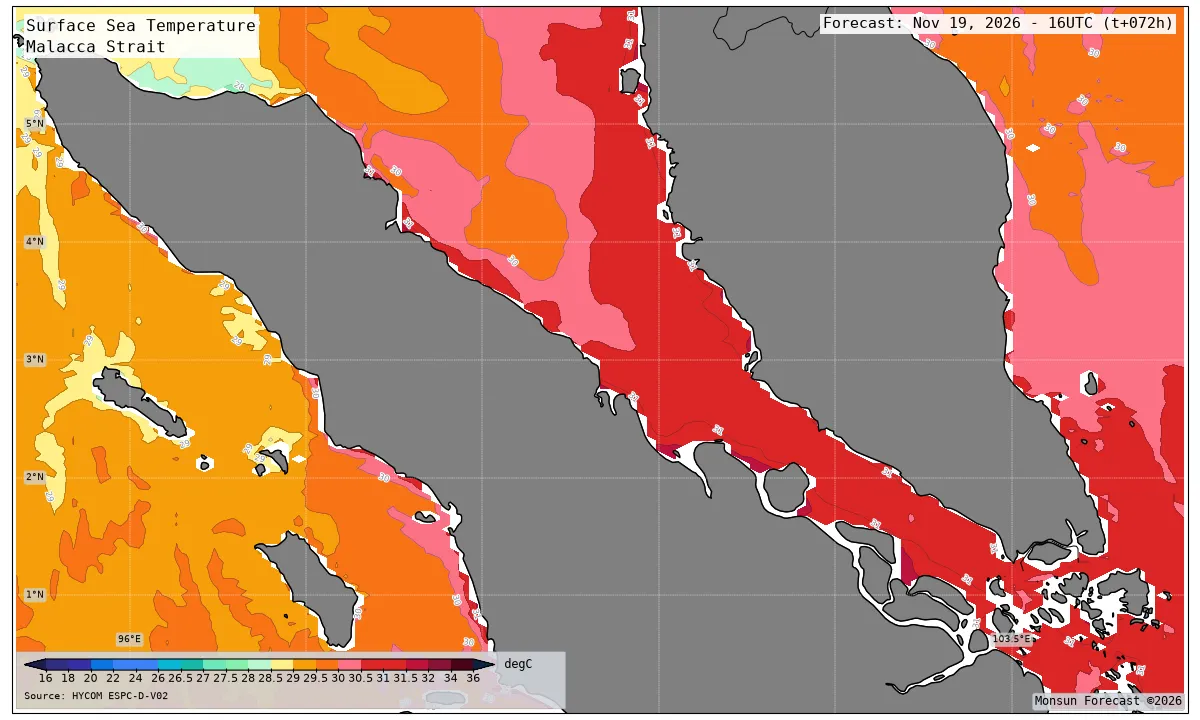 Surface Sea Temperature
Malacca Strait
Forecast: Nov 19, 2026 - 16UTC (t+072h)
5°N
4°N
3°N
2°N
1°N
96°E
103.5°E
degC
16 18 20 22 24 26 26.5 27 27.5 28 28.5 29 29.5 30 30.5 31 31.5 32 34 36
Source: HYCOM ESPC-D-V02
Monsun Forecast ©2026